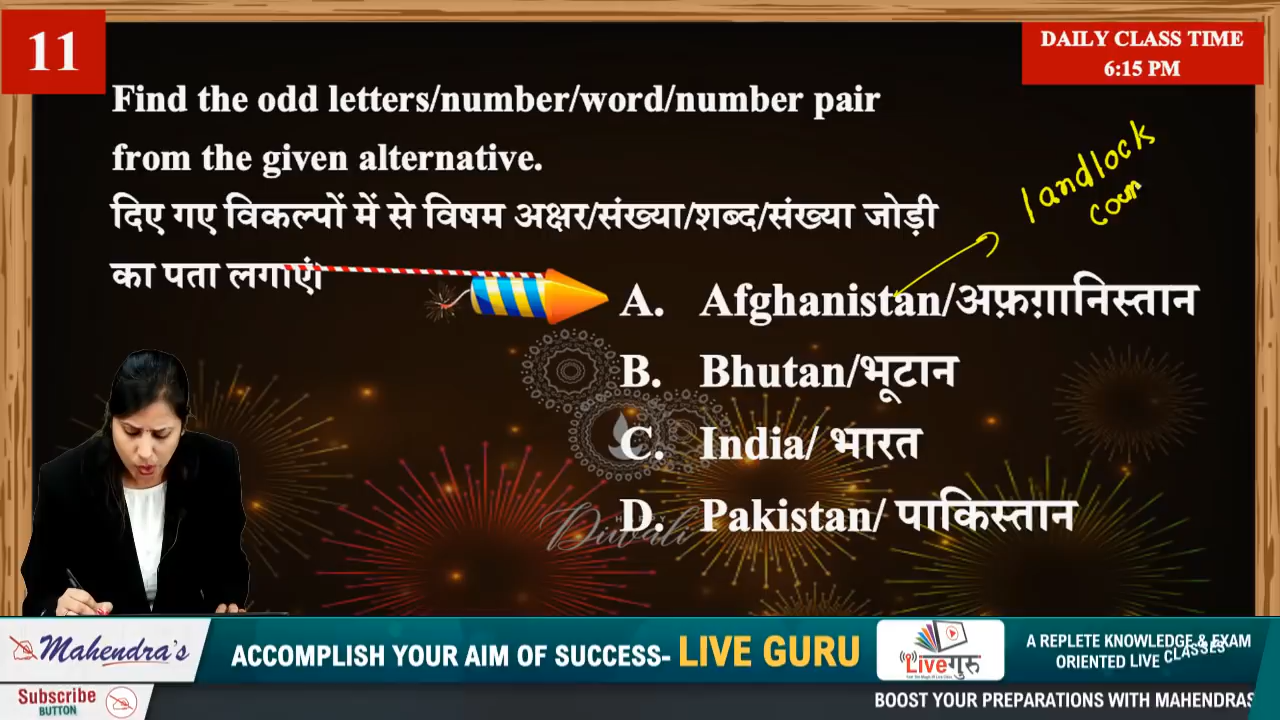 11
DAILY CLASS TIME
6:15 PM
Find the odd letters/number/word/number pair
from the given alternative.
दिए गए विकल्पों में से विषम अक्षर/संख्या/शब्द/संख्या जोड़ी
का पता लगाएं।
landlock
coun
A. Afghanistan/अफ़ग़ानिस्तान
B. Bhutan/भूटान
C. India/ भारत
D. Pakistan/ पाकिस्तान
Diwali
Mahendra's
ACCOMPLISH YOUR AIM OF SUCCESS- LIVE GURU
Liveगुरु
A REPLETE KNOWLEDGE & EXAM
ORIENTED LIVE CLASSES
Subscribe
BUTTON
BOOST YOUR PREPARATIONS WITH MAHENDRAS